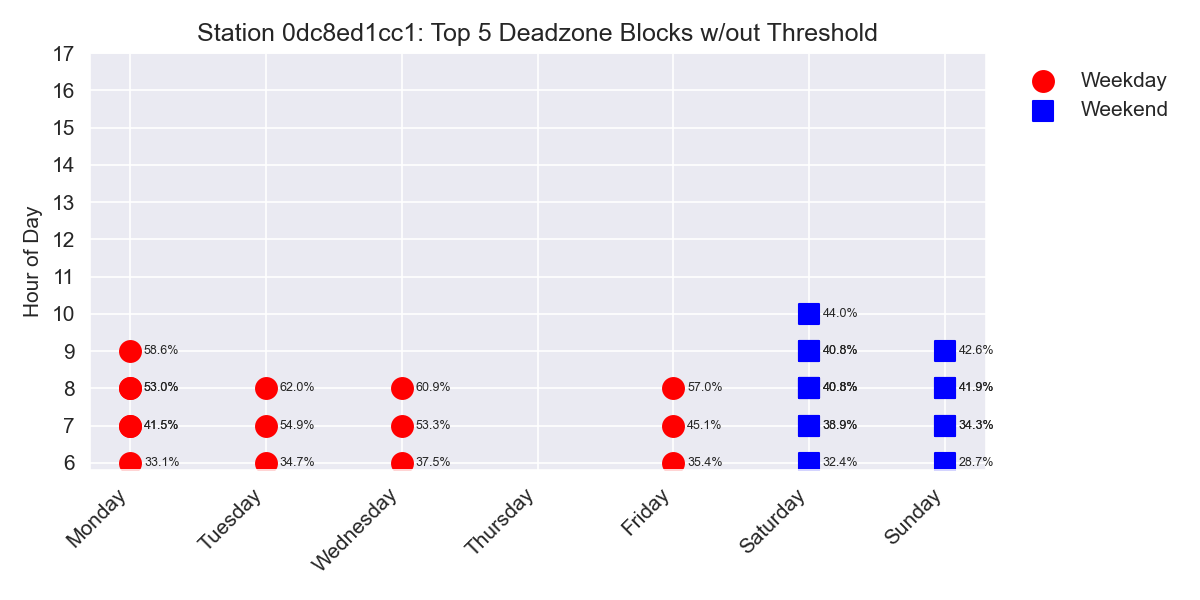 Station 0dc8ed1cc1: Top 5 Deadzone Blocks w/out Threshold
Weekday
Weekend
Hour of Day
17
16
15
14
13
12
11
10 44.0%
9 58.6% 40.8% 42.6%
8 53.0% 62.0% 60.9% 57.0% 40.8% 41.9%
7 41.5% 54.9% 53.3% 45.1% 38.9% 34.3%
6 33.1% 34.7% 37.5% 35.4% 32.4% 28.7%
Monday Tuesday Wednesday Thursday Friday Saturday Sunday